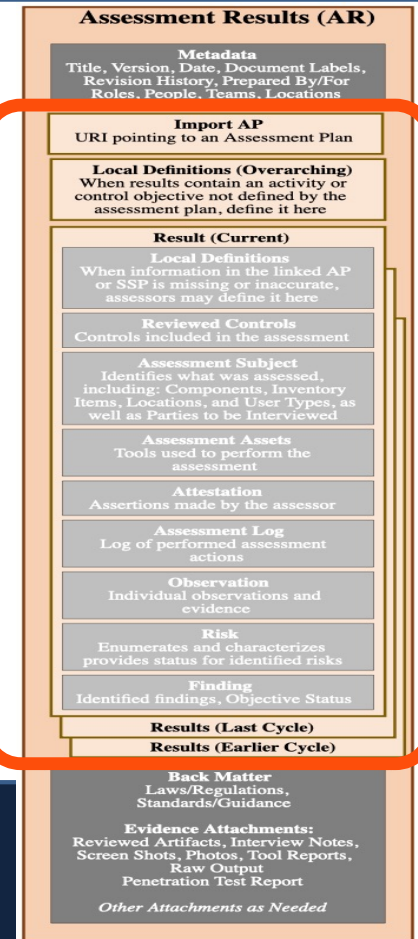 Assessment Results (AR)
Metadata
Title, Version, Date, Document Labels,
Revision History, Prepared By/For
Roles, People, Teams, Locations
Import AP
URI pointing to an Assessment Plan
Local Definitions (Overarching)
When results contain an activity or
control objective not defined by the
assessment plan, define it here
Result (Current)
Local Definitions
When information in the linked AP
or SSP is missing or inaccurate,
assessors may define it here
Reviewed Controls
Controls included in the assessment
Assessment Subject
Identifies what was assessed,
including: Components, Inventory
Items, Locations, and User Types, as
well as Parties to be Interviewed
Assessment Assets
Tools used to perform the
assessment
Attestation
Assertions made by the assessor
Assessment Log
Log of performed assessment
actions
Observation
Individual observations and
evidence
Risk
Enumerates and characterizes
provides status for identified risks
Finding
Identified findings, Objective Status
Results (Last Cycle)
Results (Earlier Cycle)
Back Matter
Laws/Regulations,
Standards/Guidance
Evidence Attachments:
Reviewed Artifacts, Interview Notes,
Screen Shots, Photos, Tool Reports,
Raw Output
Penetration Test Report
Other Attachments as Needed